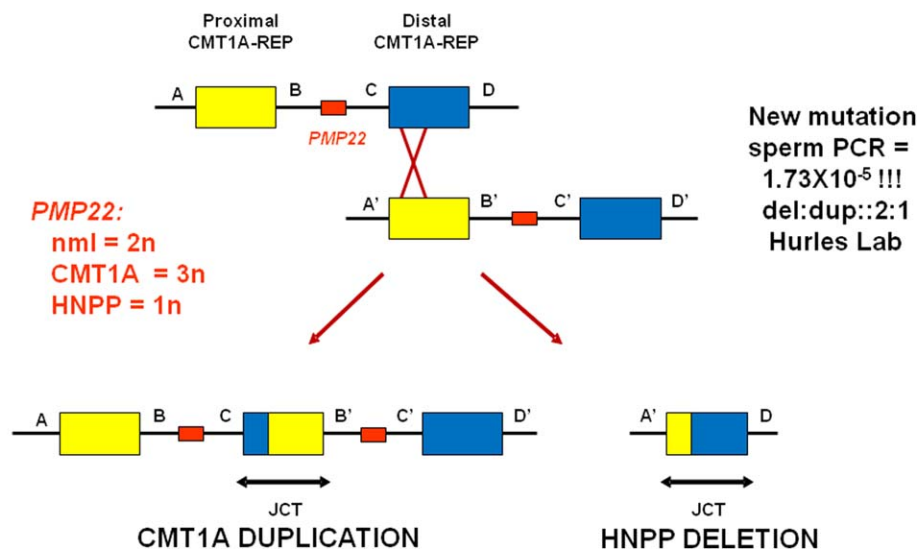 Proximal
CMT1A-REP
Distal
CMT1A-REP
A B C D
PMP22
A' B' C' D'
New mutation
sperm PCR =
1.73X10⁻⁵ !!!
del:dup::2:1
Hurles Lab
PMP22:
nml = 2n
CMT1A = 3n
HNPP = 1n
A B C B' C' D'
JCT
CMT1A DUPLICATION
A' D
JCT
HNPP DELETION